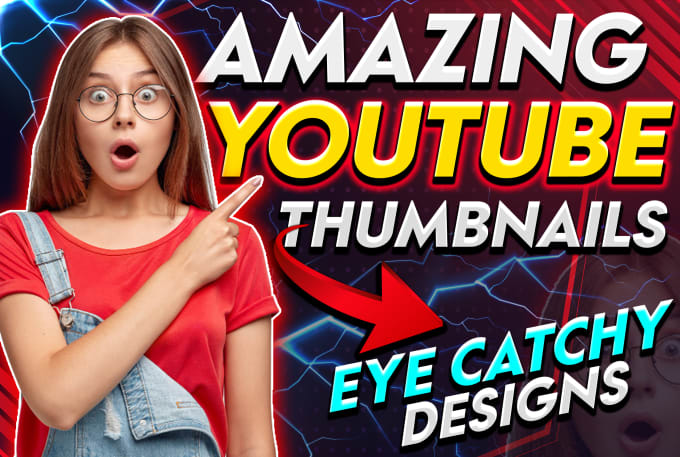 AMAZING
YOUTUBE
THUMBNAILS
EYE CATCHY
DESIGNS